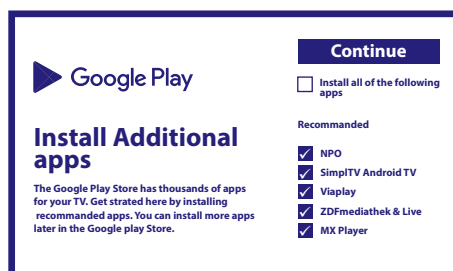 Google Play
Install Additional
apps
The Google Play Store has thousands of apps
for your TV. Get strated here by installing
recommanded apps. You can install more apps
later in the Google play Store.
Continue
Install all of the following
apps
Recommanded
NPO
SimplTV Android TV
Viaplay
ZDFmediathek & Live
MX Player